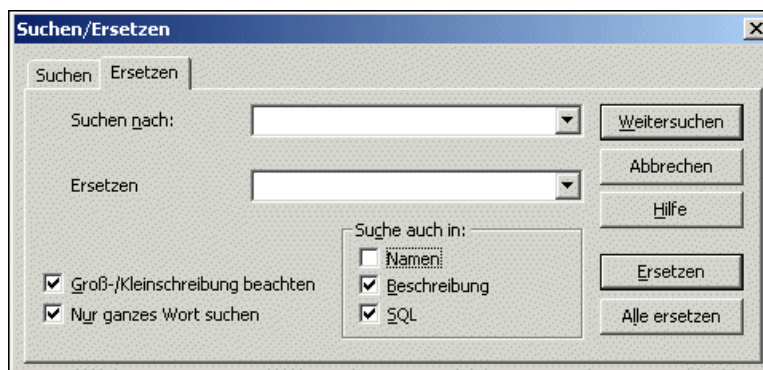 Suchen/Ersetzen
Suchen
Ersetzen
Suchen nach:
Weitersuchen
Abbrechen
Ersetzen
Hilfe
Suche auch in:
Namen
Groß-/Kleinschreibung beachten
Beschreibung
Ersetzen
Nur ganzes Wort suchen
SQL
Alle ersetzen